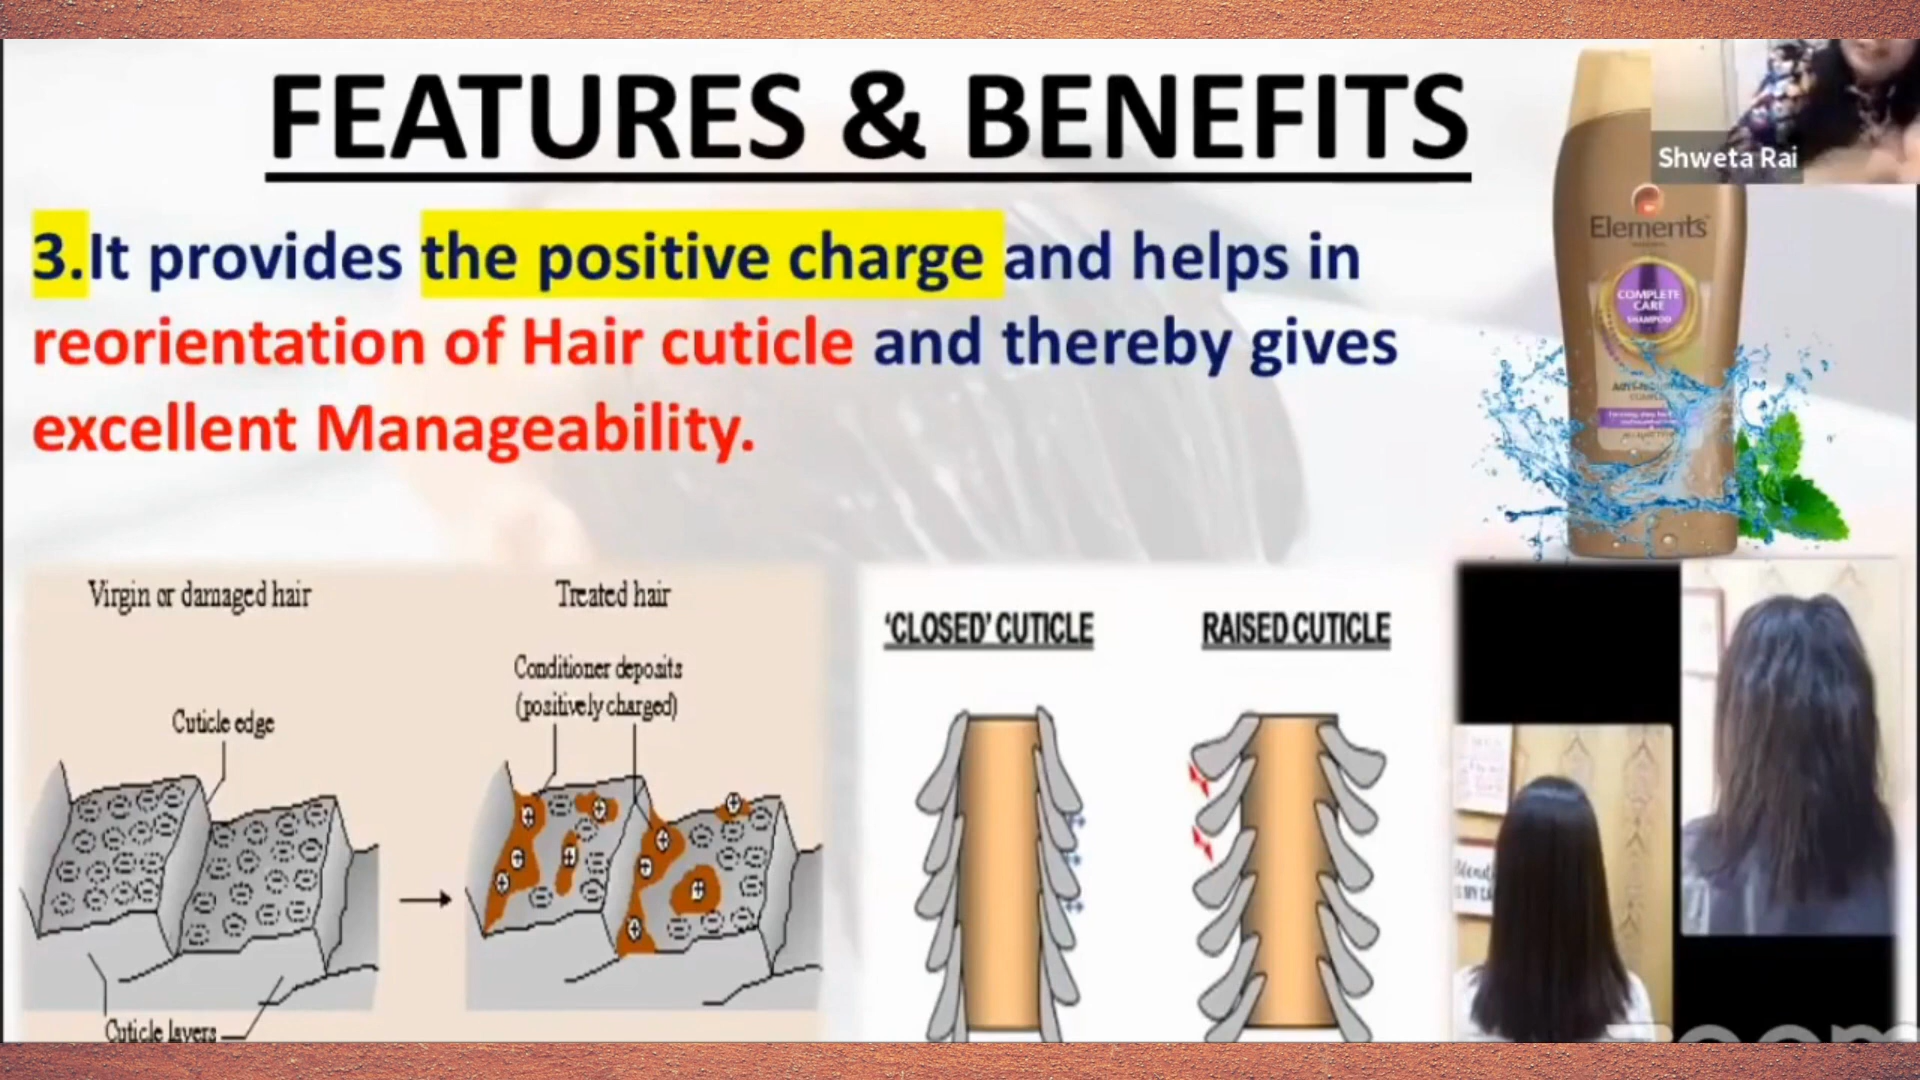 FEATURES & BENEFITS
Shweta Rai
3.It provides the positive charge and helps in
reorientation of Hair cuticle and thereby gives
excellent Manageability.
Elements
COMPLETE
CARE
SHAMPOO
Virgin or damaged hair
Treated hair
Conditioner deposits
(positively charged)
Cuticle edge
Cuticle layers
'CLOSED' CUTICLE
RAISED CUTICLE
zoom